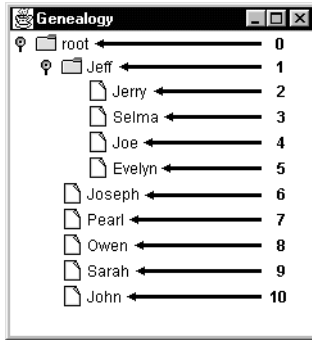 Genealogy
root 0
Jeff 1
Jerry 2
Selma 3
Joe 4
Evelyn 5
Joseph 6
Pearl 7
Owen 8
Sarah 9
John 10